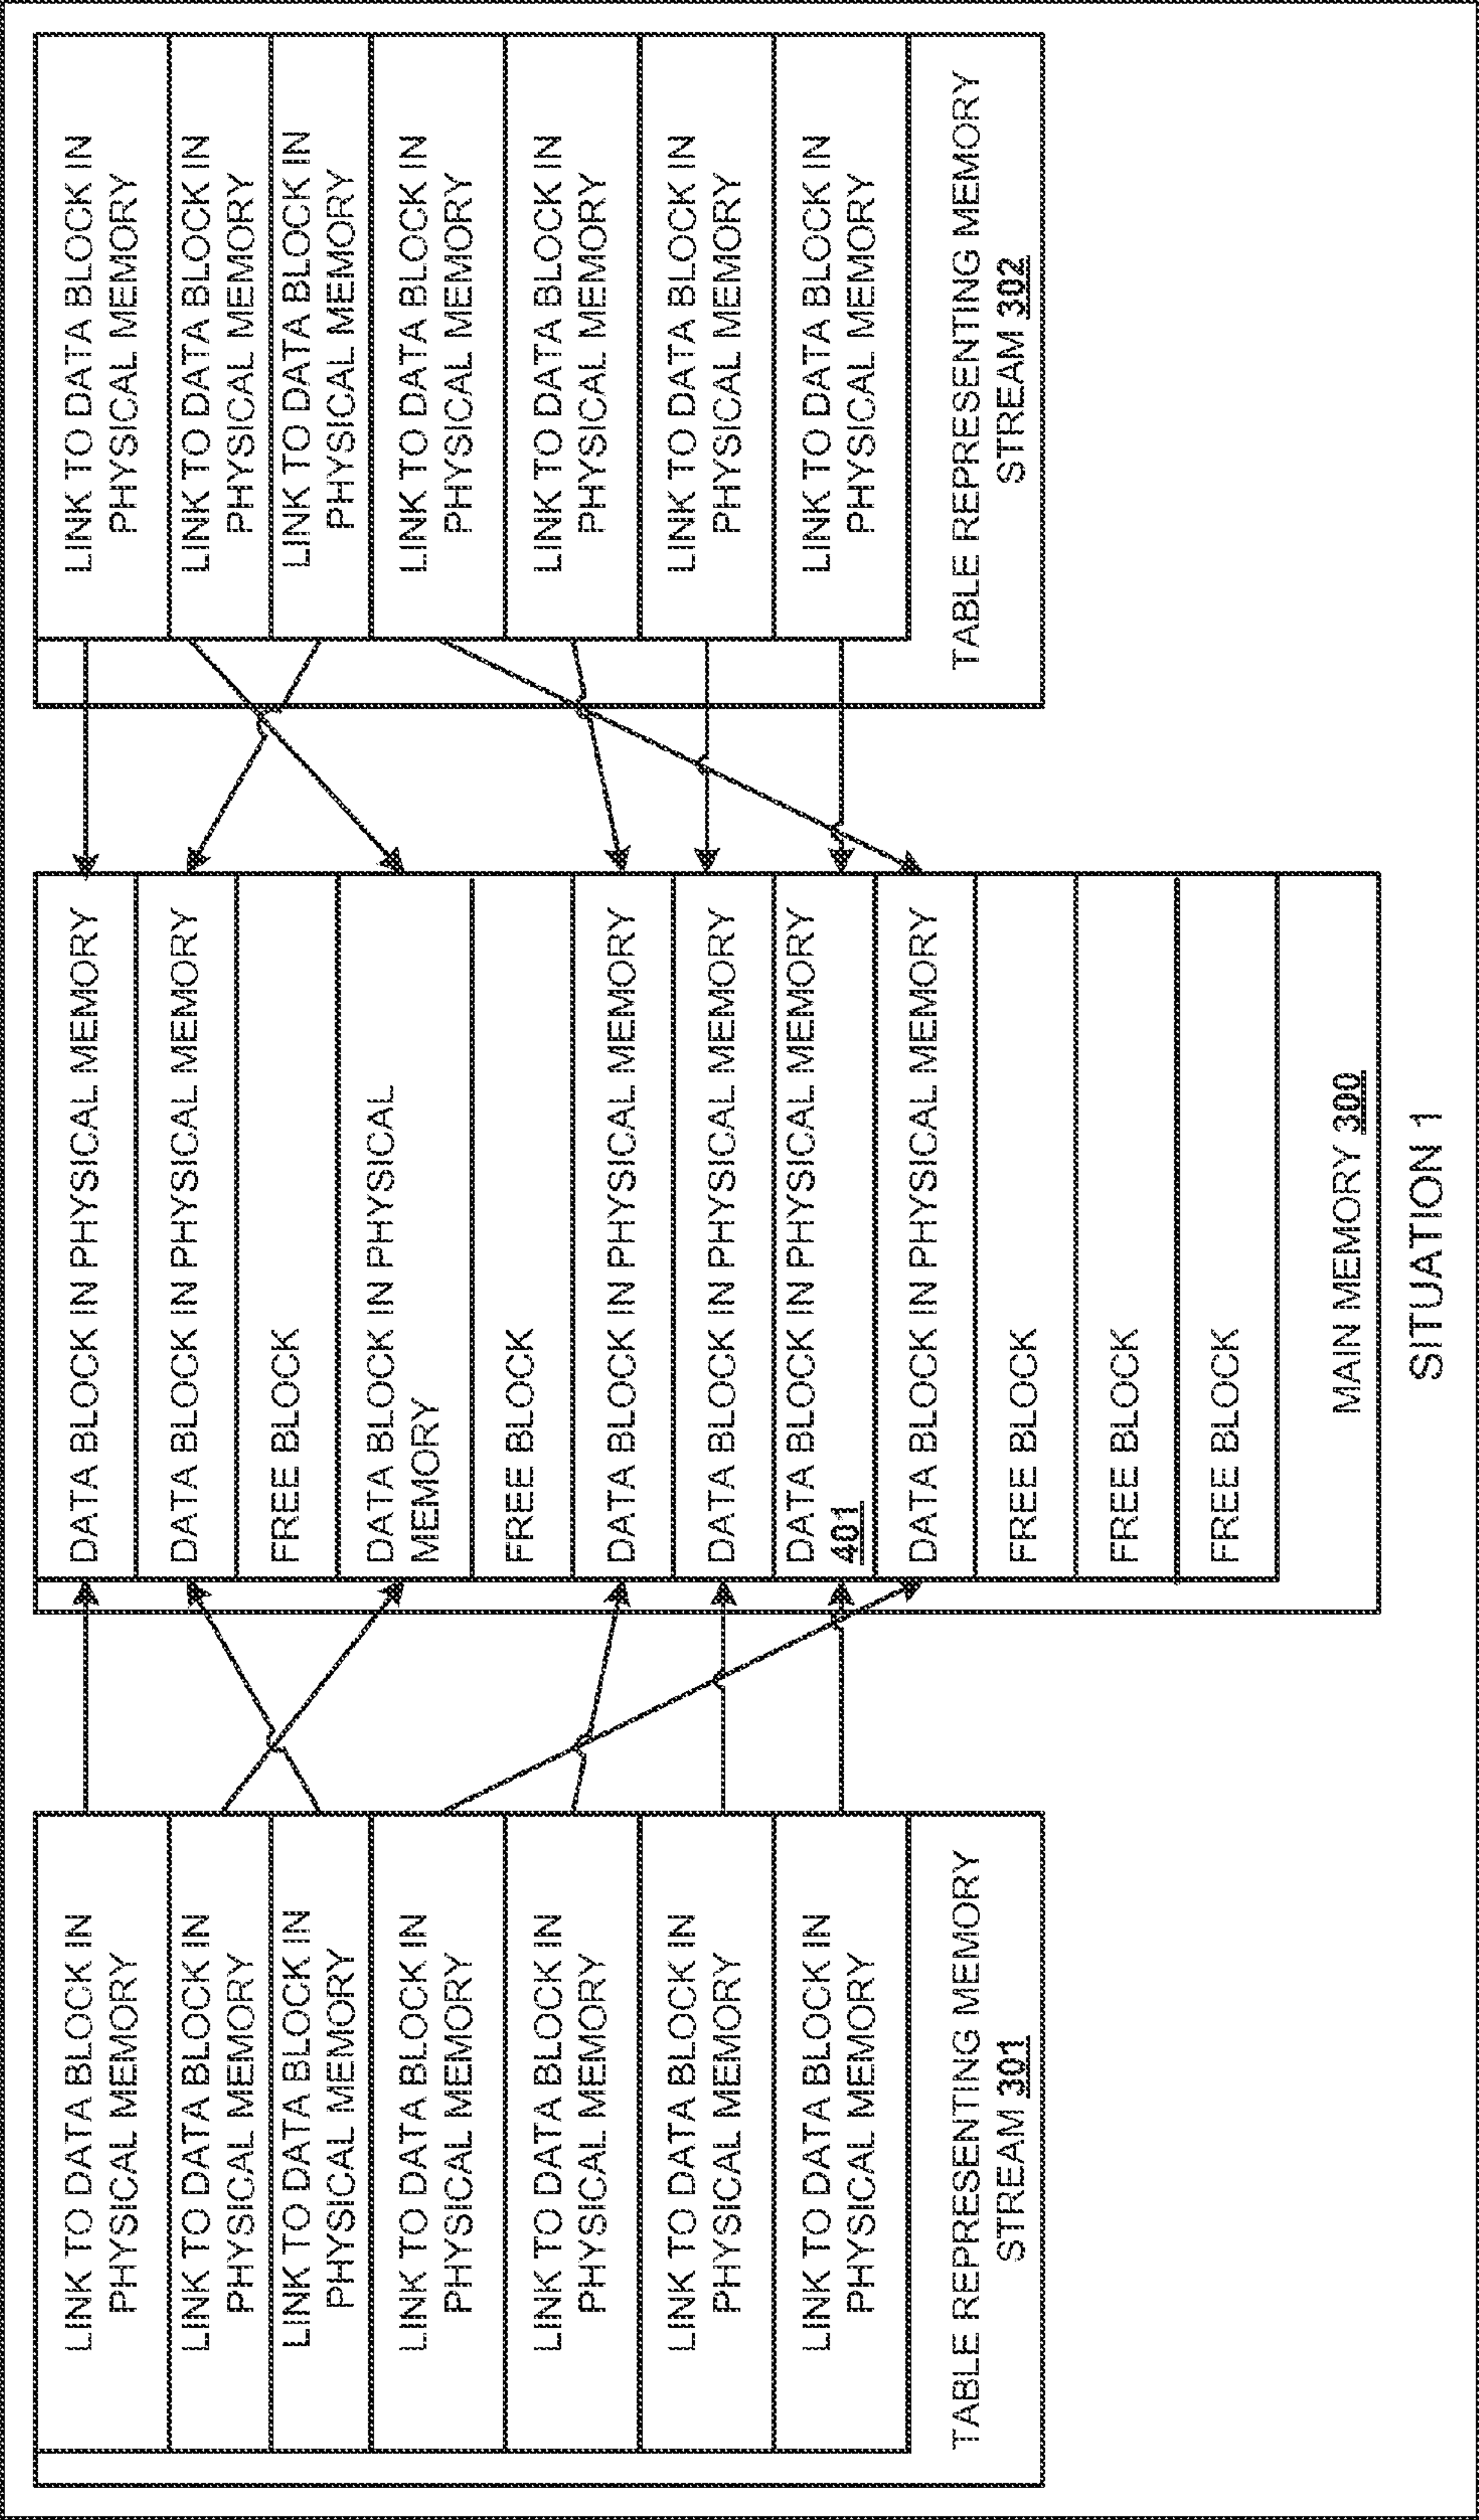 LINK TO DATA BLOCK IN
PHYSICAL MEMORY
LINK TO DATA BLOCK IN
PHYSICAL MEMORY
LINK TO DATA BLOCK IN
PHYSICAL MEMORY
LINK TO DATA BLOCK IN
PHYSICAL MEMORY
LINK TO DATA BLOCK IN
PHYSICAL MEMORY
LINK TO DATA BLOCK IN
PHYSICAL MEMORY
LINK TO DATA BLOCK IN
PHYSICAL MEMORY
TABLE REPRESENTING MEMORY
STREAM 301
DATA BLOCK IN PHYSICAL MEMORY
DATA BLOCK IN PHYSICAL MEMORY
FREE BLOCK
DATA BLOCK IN PHYSICAL
MEMORY
FREE BLOCK
DATA BLOCK IN PHYSICAL MEMORY
DATA BLOCK IN PHYSICAL MEMORY
DATA BLOCK IN PHYSICAL MEMORY
401
DATA BLOCK IN PHYSICAL MEMORY
FREE BLOCK
FREE BLOCK
FREE BLOCK
MAIN MEMORY 300
LINK TO DATA BLOCK IN
PHYSICAL MEMORY
LINK TO DATA BLOCK IN
PHYSICAL MEMORY
LINK TO DATA BLOCK IN
PHYSICAL MEMORY
LINK TO DATA BLOCK IN
PHYSICAL MEMORY
LINK TO DATA BLOCK IN
PHYSICAL MEMORY
LINK TO DATA BLOCK IN
PHYSICAL MEMORY
LINK TO DATA BLOCK IN
PHYSICAL MEMORY
TABLE REPRESENTING MEMORY
STREAM 302
SITUATION 1